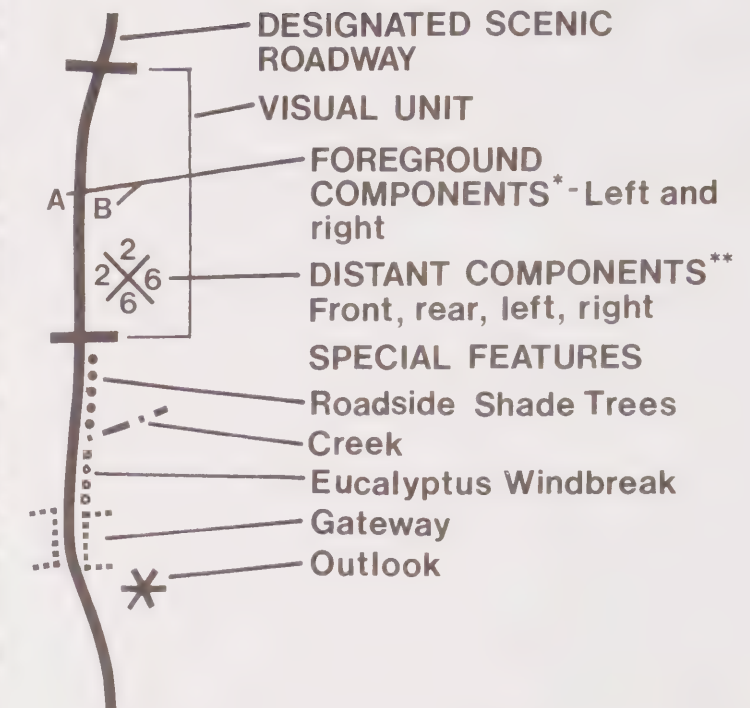 DESIGNATED SCENIC
ROADWAY
VISUAL UNIT
FOREGROUND
COMPONENTS* - Left and
right
A
B
2
2 6
6
DISTANT COMPONENTS**
Front, rear, left, right
SPECIAL FEATURES
Roadside Shade Trees
Creek
Eucalyptus Windbreak
Gateway
Outlook